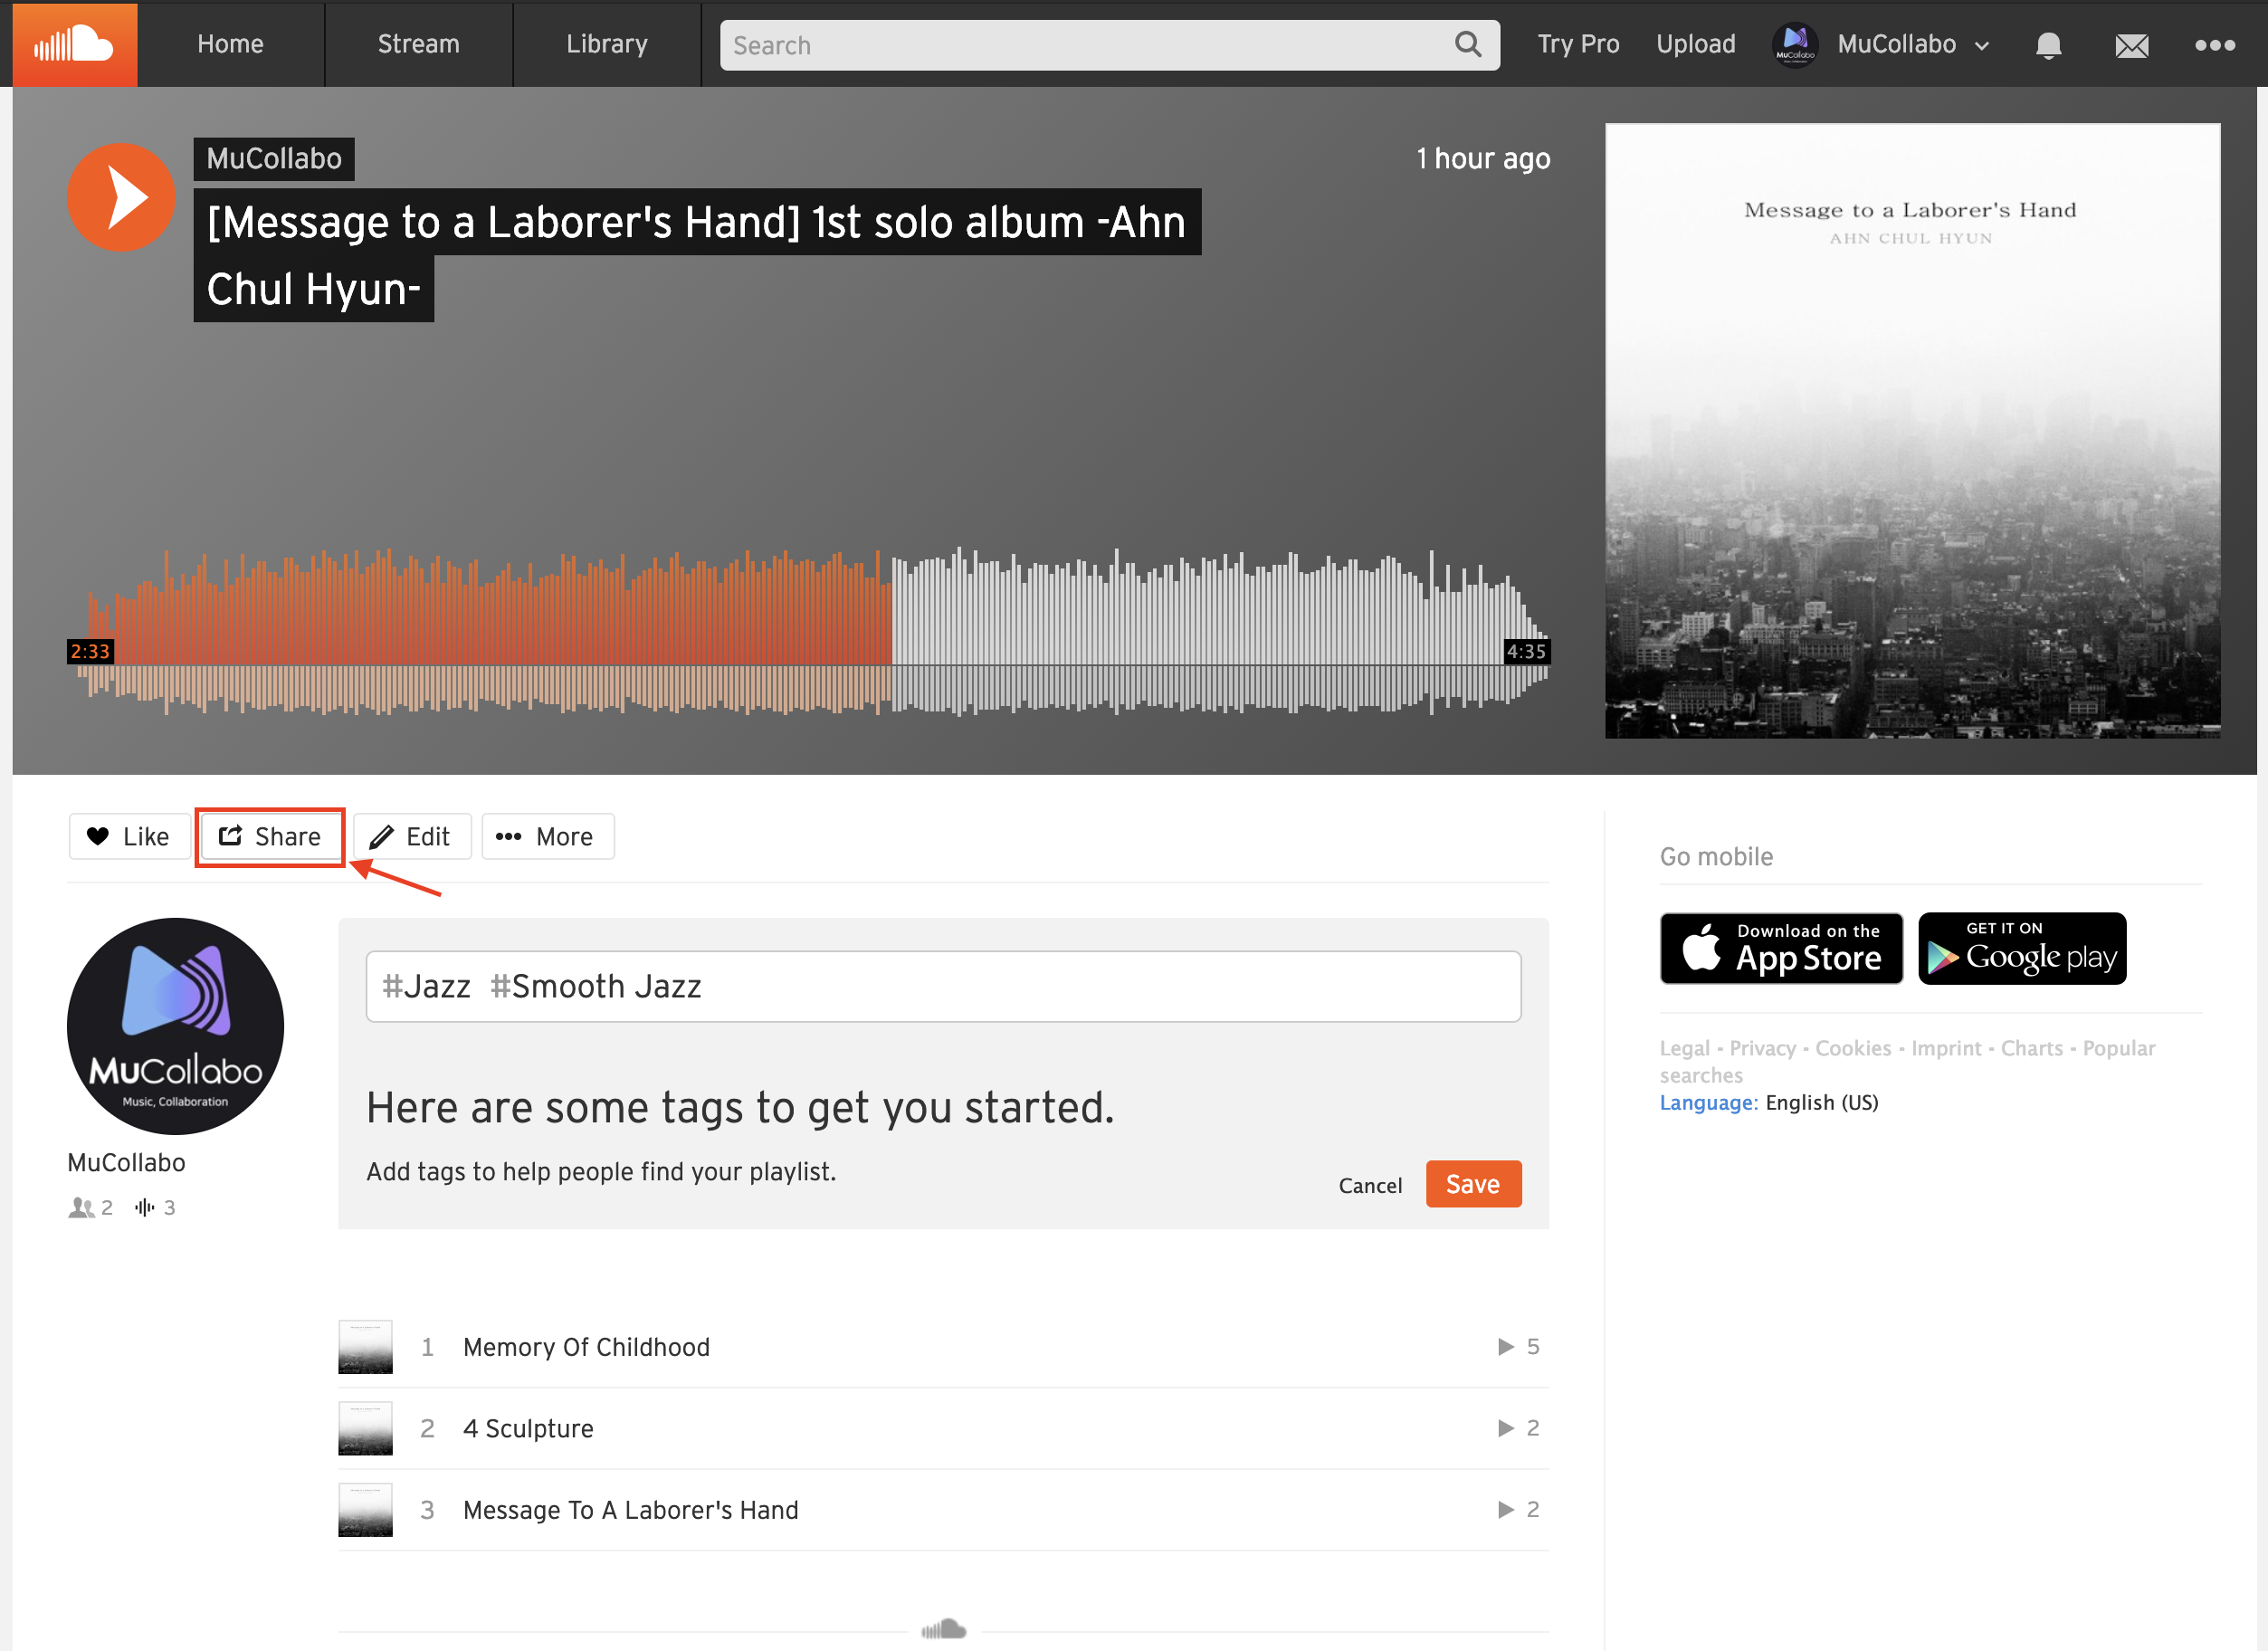 Home
Stream
Library
Search
Try Pro
Upload
MuCollabo
MuCollabo
MuCollabo
[Message to a Laborer's Hand] 1st solo album -Ahn
Chul Hyun-
1 hour ago
Message to a Laborer's Hand
AHN CHUL HYUN
2:33
4:35
Like
Share
Edit
More
MuCollabo
Music, Collaboration
MuCollabo
2
3
#Jazz #Smooth Jazz
Here are some tags to get you started.
Add tags to help people find your playlist.
Cancel
Save
1 Memory Of Childhood 5
2 4 Sculpture 2
3 Message To A Laborer's Hand 2
Go mobile
Download on the
App Store
GET IT ON
Google play
Legal - Privacy - Cookies - Imprint - Charts - Popular
searches
Language: English (US)